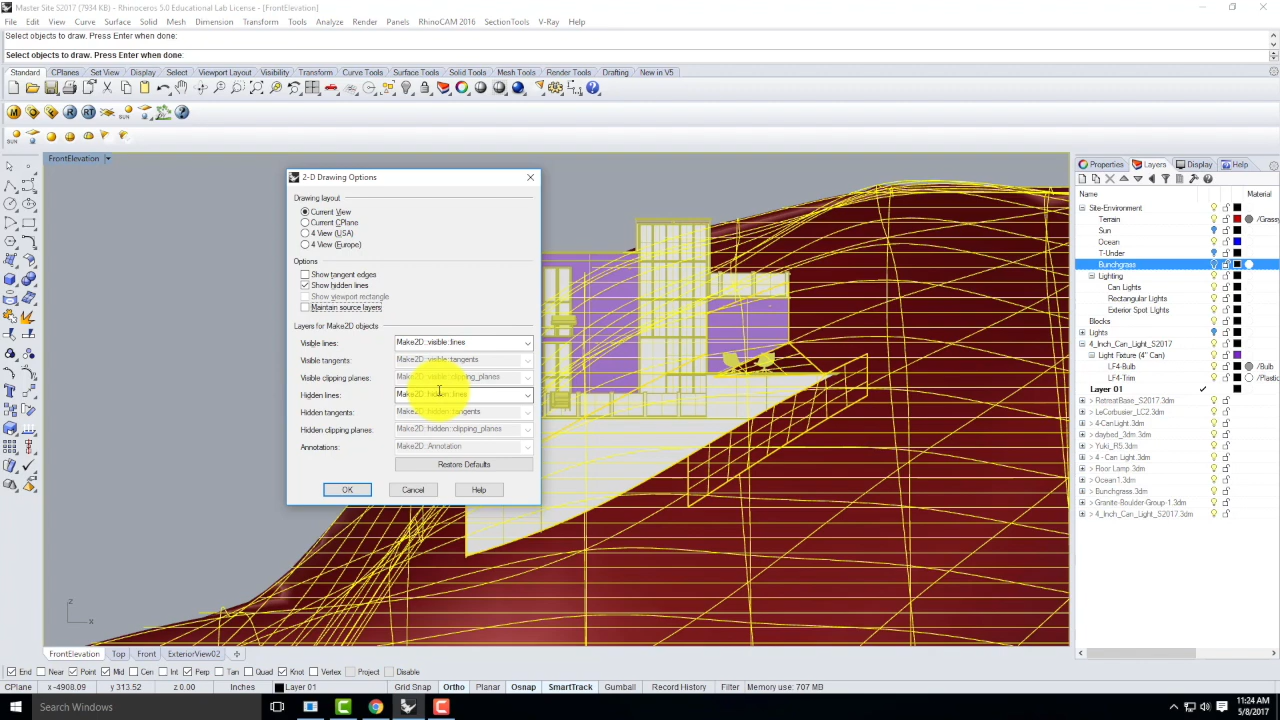 Master Site S2017 (7934 KB) - Rhinoceros 5.0 Educational Lab License - [FrontElevation]
File Edit View Curve Surface Solid Mesh Dimension Transform Tools Analyze Render Panels RhinoCAM 2016 SectionTools V-Ray Help
Select objects to draw. Press Enter when done:
Select objects to draw. Press Enter when done:
Standard CPlanes Set View Display Select Viewport Layout Visibility Transform Curve Tools Surface Tools Solid Tools Mesh Tools Render Tools Drafting New in V5
FrontElevation
2-D Drawing Options
Drawing layout
Current View
Current CPlane
4 View (USA)
4 View (Europe)
Options
Show tangent edges
Show hidden lines
Show viewport rectangle
Maintain source layers
Layers for Make2D objects
Visible lines: Make2D::visible::lines
Visible tangents: Make2D::visible::tangents
Visible clipping planes: Make2D::visible::clipping_planes
Hidden lines: Make2D::hidden::lines
Hidden tangents: Make2D::hidden::tangents
Hidden clipping planes: Make2D::hidden::clipping_planes
Annotations: Make2D::Annotation
Restore Defaults
OK Cancel Help
Properties Layers Display Help
Name Material
Site-Environment
Terrain /Grassy
Sun
Ocean
T-Under
Bunchgrass
Lighting
Can Lights
Rectangular Lights
Exterior Spot Lights
Blocks
Lights
4_Inch_Can_Light_S2017
Light Fixture (4" Can)
LF4-Bulb /Bulb
LF4-Trim /Plastic
Layer 01
> RetreatBase_S2017.3dm
> LeCorbusier_LC2.3dm
> 4-CanLight.3dm
> daybed_3dm.3dm
> Yuki_R5.3dm
> 4 -Can Light.3dm
> Floor Lamp.3dm
> Ocean1.3dm
> Bunchgrass.3dm
> Granite-Boulder-Group-1.3dm
> 4_Inch_Can_Light_S2017.3dm
z
x
FrontElevation Top Front ExteriorView02
End Near Point Mid Cen Int Perp Tan Quad Knot Vertex Project Disable
CPlane x -4908.09 y 313.52 z 0.00 Inches Layer 01 Grid Snap Ortho Planar Osnap SmartTrack Gumball Record History Filter Memory use: 707 MB
Search Windows
11:24 AM
5/8/2017